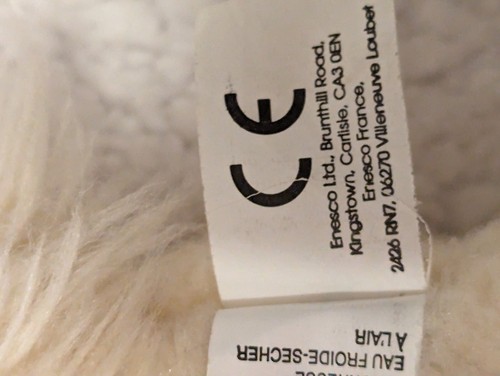 CE
Enesco Ltd., Brunthill Road,
Kingstown, Carlisle, CA3 0EN
Enesco France,
2426 RN7, 06270 Villeneuve Loubet
EAU FROIDE-SECHER
À L'AIR